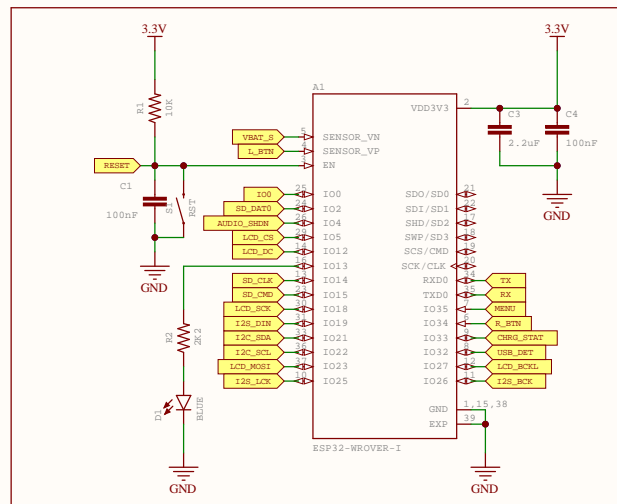 3.3V
3.3V
A1
R1
10K
VDD3V3
2
C3
2.2uF
C4
100nF
VBAT_S
5
SENSOR_VN
L_BTN
4
SENSOR_VP
RESET
3
EN
C1
100nF
S1
RST
GND
GND
IO0
25
IO0
SDO/SD0
21
SD_DAT0
24
IO2
SDI/SD1
22
AUDIO_SHDN
26
IO4
SHD/SD2
17
LCD_CS
29
IO5
SWP/SD3
18
LCD_DC
14
IO12
SCS/CMD
19
16
IO13
SCK/CLK
20
SD_CLK
13
IO14
RXD0
34
TX
SD_CMD
23
IO15
TXD0
35
RX
LCD_SCK
30
IO18
IO35
7
MENU
I2S_DIN
31
IO19
IO34
6
R_BTN
I2C_SDA
33
IO21
IO33
9
CHRG_STAT
I2C_SCL
36
IO22
IO32
8
USB_DET
LCD_MOSI
37
IO23
IO27
12
LCD_BCKL
I2S_LCK
10
IO25
IO26
11
I2S_BCK
R2
2K2
D1
BLUE
GND
1,15,38
EXP
39
ESP32-WROVER-I
GND
GND